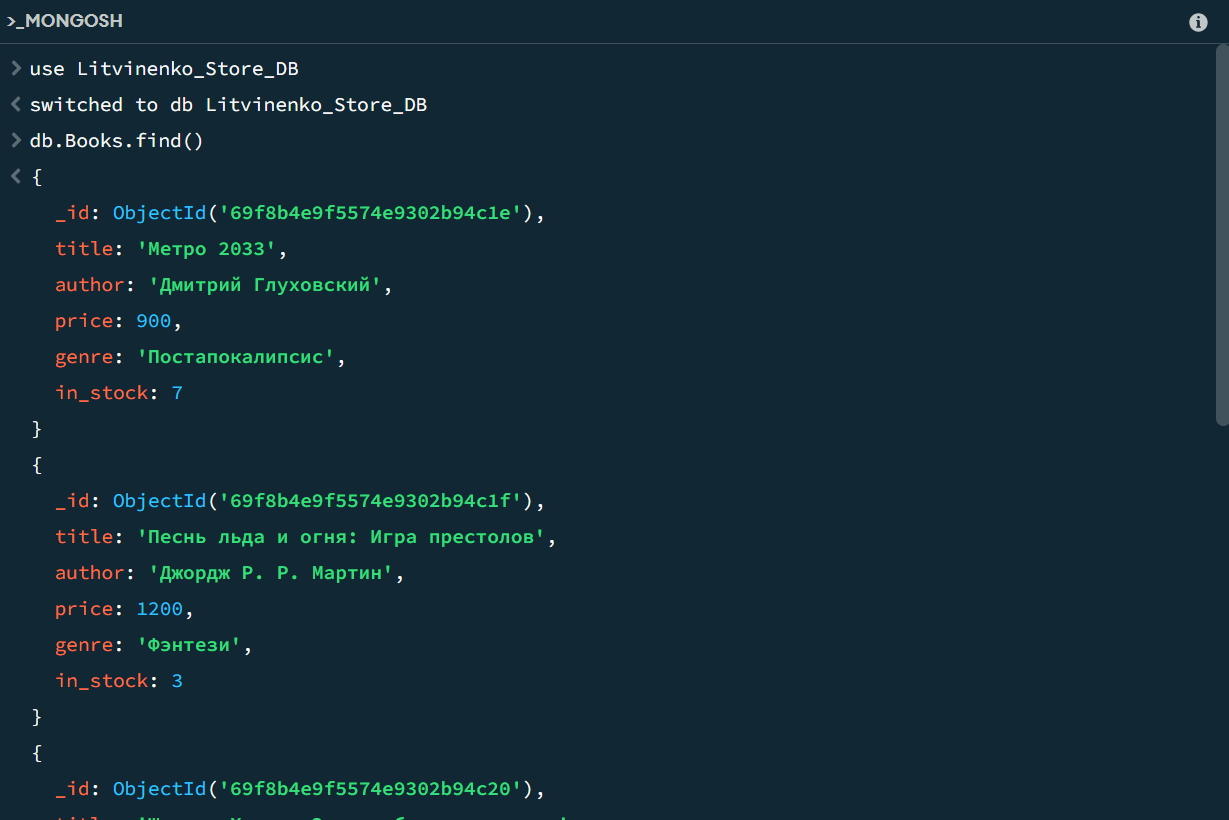 >_MONGOSH
> use Litvinenko_Store_DB
< switched to db Litvinenko_Store_DB
> db.Books.find()
< {
_id: ObjectId('69f8b4e9f5574e9302b94c1e'),
title: 'Метро 2033',
author: 'Дмитрий Глуховский',
price: 900,
genre: 'Постапокалипсис',
in_stock: 7
}
{
_id: ObjectId('69f8b4e9f5574e9302b94c1f'),
title: 'Песнь льда и огня: Игра престолов',
author: 'Джордж Р. Р. Мартин',
price: 1200,
genre: 'Фэнтези',
in_stock: 3
}
{
_id: ObjectId('69f8b4e9f5574e9302b94c20'),